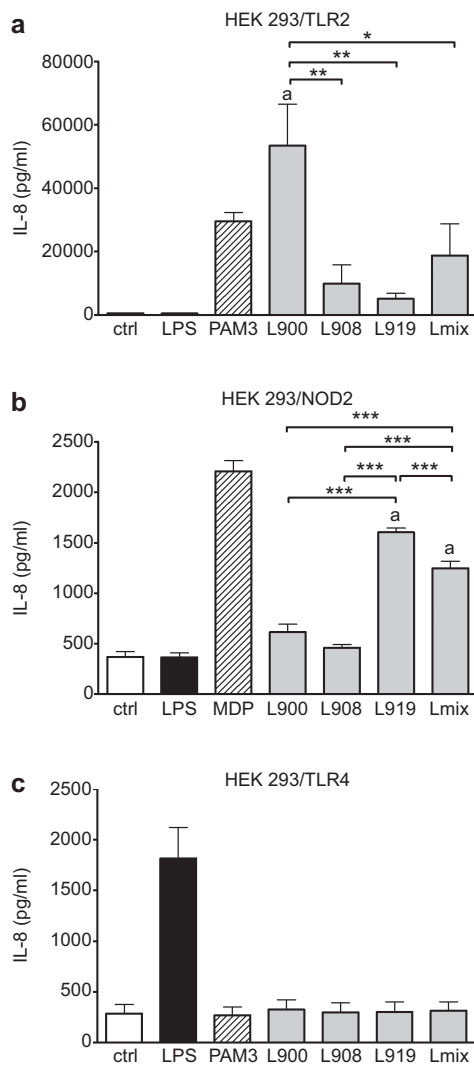 a
HEK 293/TLR2
*
**
**
a
80000
60000
40000
20000
0
IL-8 (pg/ml)
ctrl LPS PAM3 L900 L908 L919 Lmix
b
HEK 293/NOD2
***
***
*** ***
***
a
a
2500
2000
1500
1000
500
0
IL-8 (pg/ml)
ctrl LPS MDP L900 L908 L919 Lmix
c
HEK 293/TLR4
2500
2000
1500
1000
500
0
IL-8 (pg/ml)
ctrl LPS PAM3 L900 L908 L919 Lmix